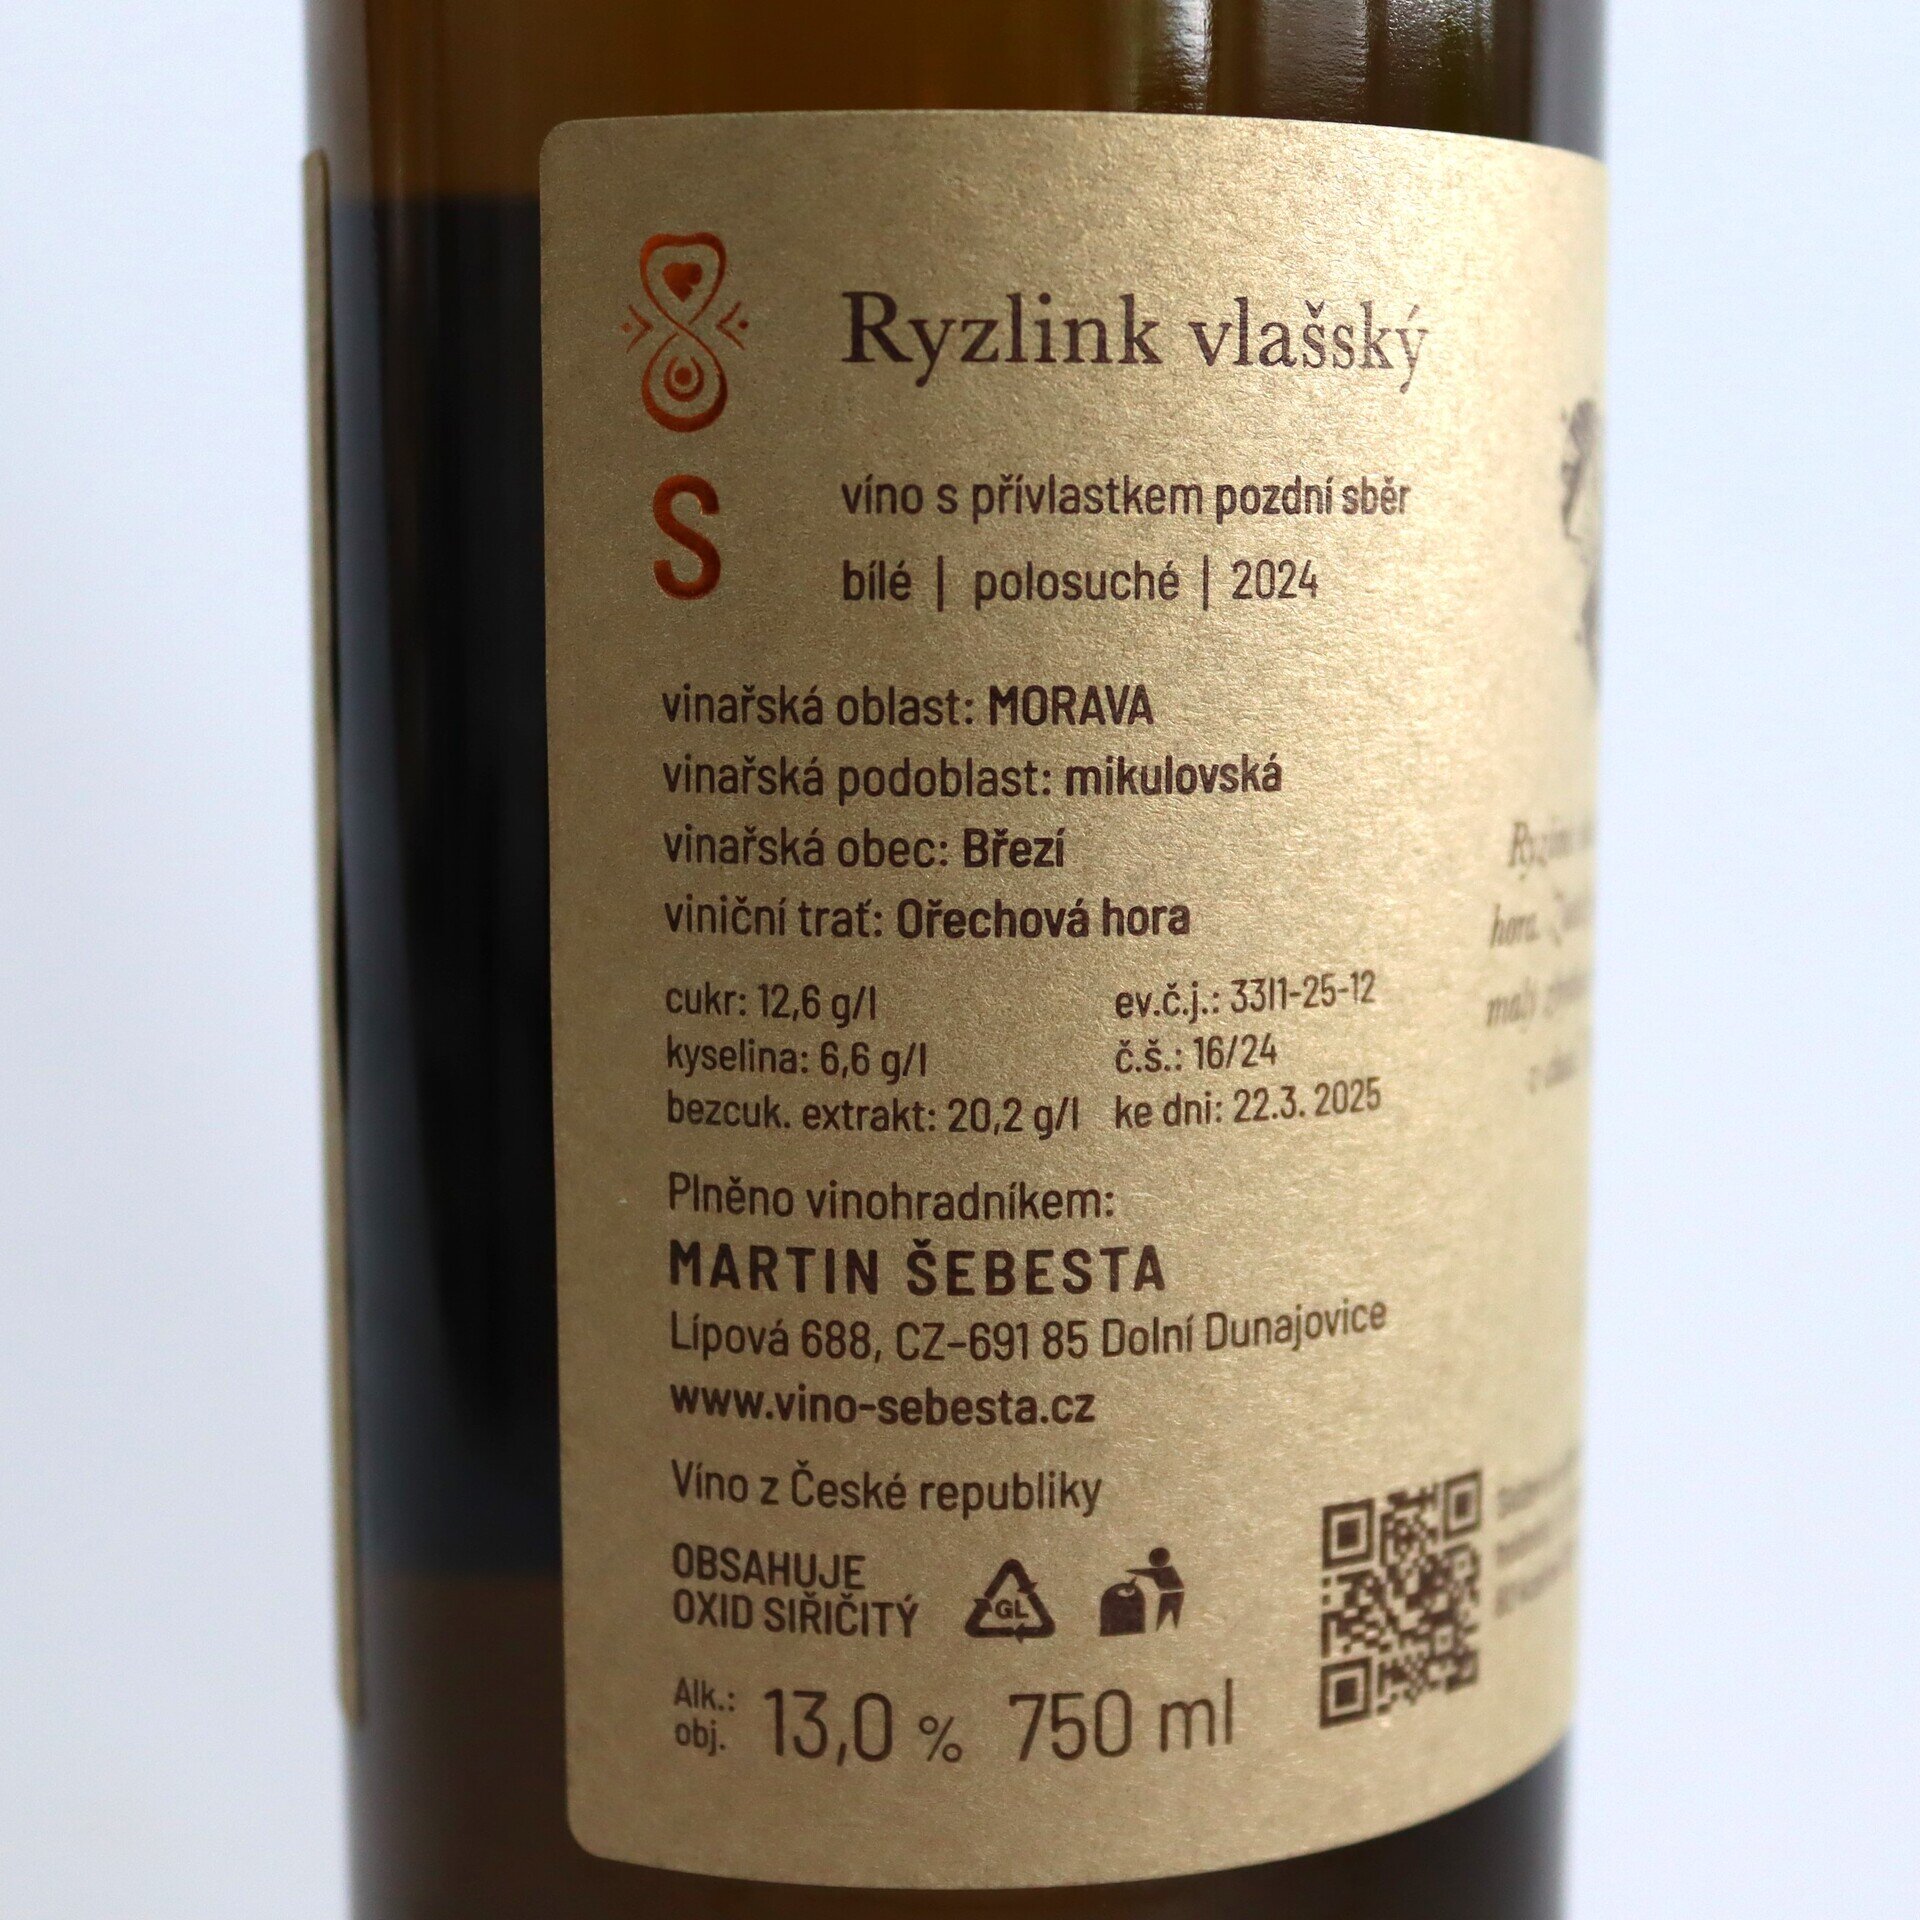 Ryzlink vlašský
S
víno s přívlastkem pozdní sběr
bílé | polosuché | 2024
vinařská oblast: MORAVA
vinařská podoblast: mikulovská
vinařská obec: Březí
viniční trať: Ořechová hora
cukr: 12,6 g/l ev.č.j.: 33I1-25-12
kyselina: 6,6 g/l č.š.: 16/24
bezcuk. extrakt: 20,2 g/l ke dni: 22.3. 2025
Plněno vinohradníkem:
MARTIN ŠEBESTA
Lípová 688, CZ-691 85 Dolní Dunajovice
www.vino-sebesta.cz
Víno z České republiky
OBSAHUJE
OXID SIŘIČITÝ
GL
Alk.: obj. 13,0 % 750 ml
hora.